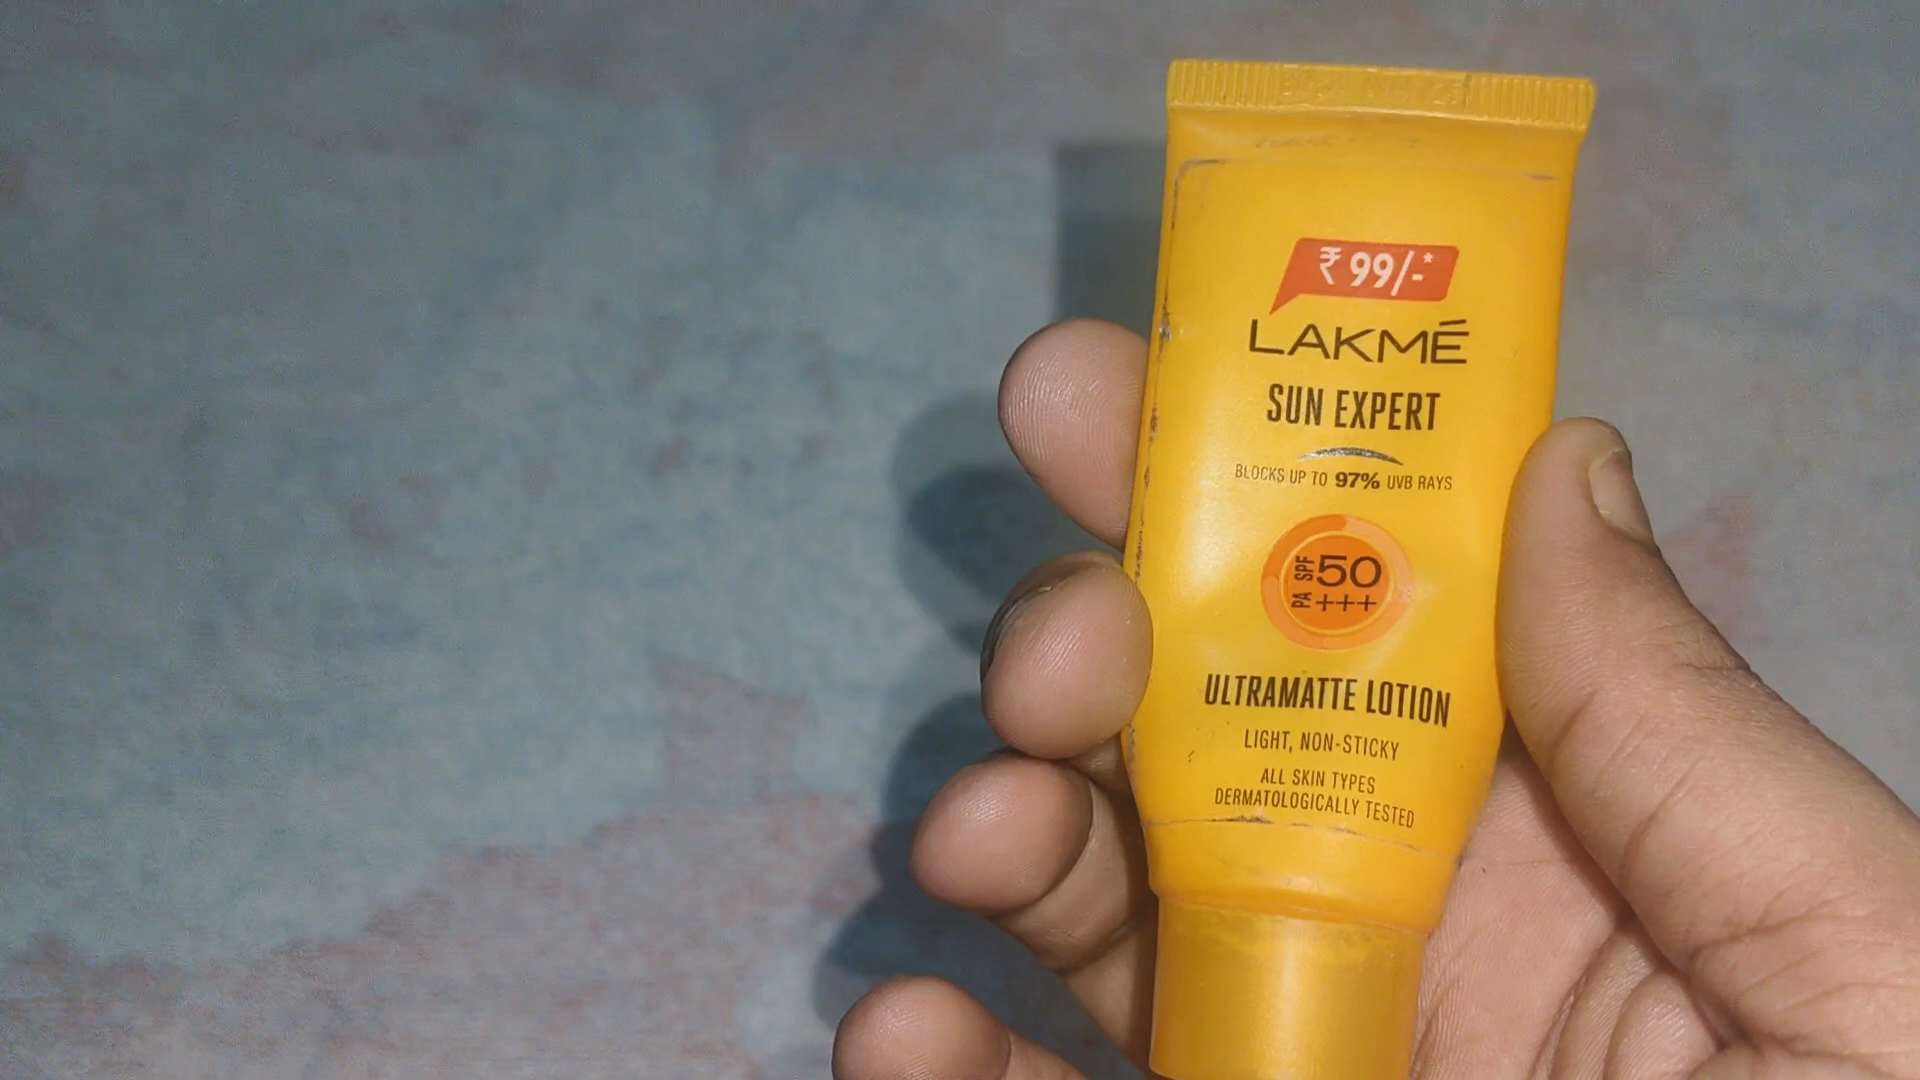 ₹ 99/-*
LAKMÉ
SUN EXPERT
BLOCKS UP TO 97% UVB RAYS
SPF 50
PA +++
ULTRAMATTE LOTION
LIGHT, NON-STICKY
ALL SKIN TYPES
DERMATOLOGICALLY TESTED